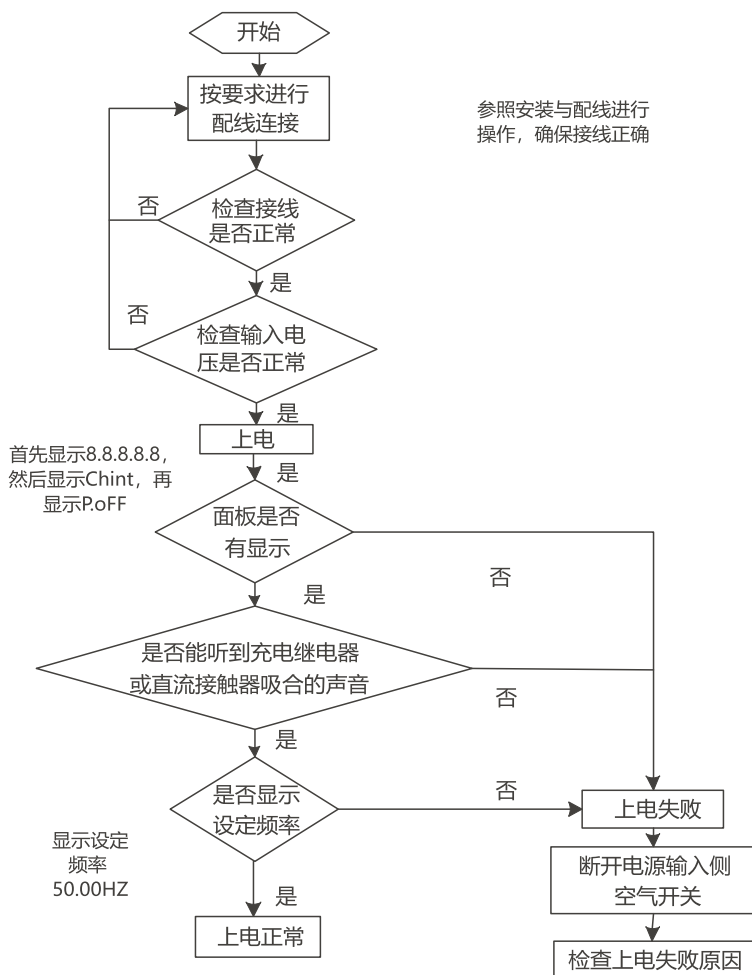 开始
按要求进行
配线连接
参照安装与配线进行
操作，确保接线正确
否
检查接线
是否正常
是
否
检查输入电
压是否正常
是
上电
首先显示8.8.8.8.8，
然后显示Chint，再
显示P.oFF
是
面板是否
有显示
否
是
是否能听到充电继电器
或直流接触器吸合的声音
否
是
是否显示
设定频率
否
上电失败
显示设定
频率
50.00HZ
断开电源输入侧
空气开关
是
上电正常
检查上电失败原因